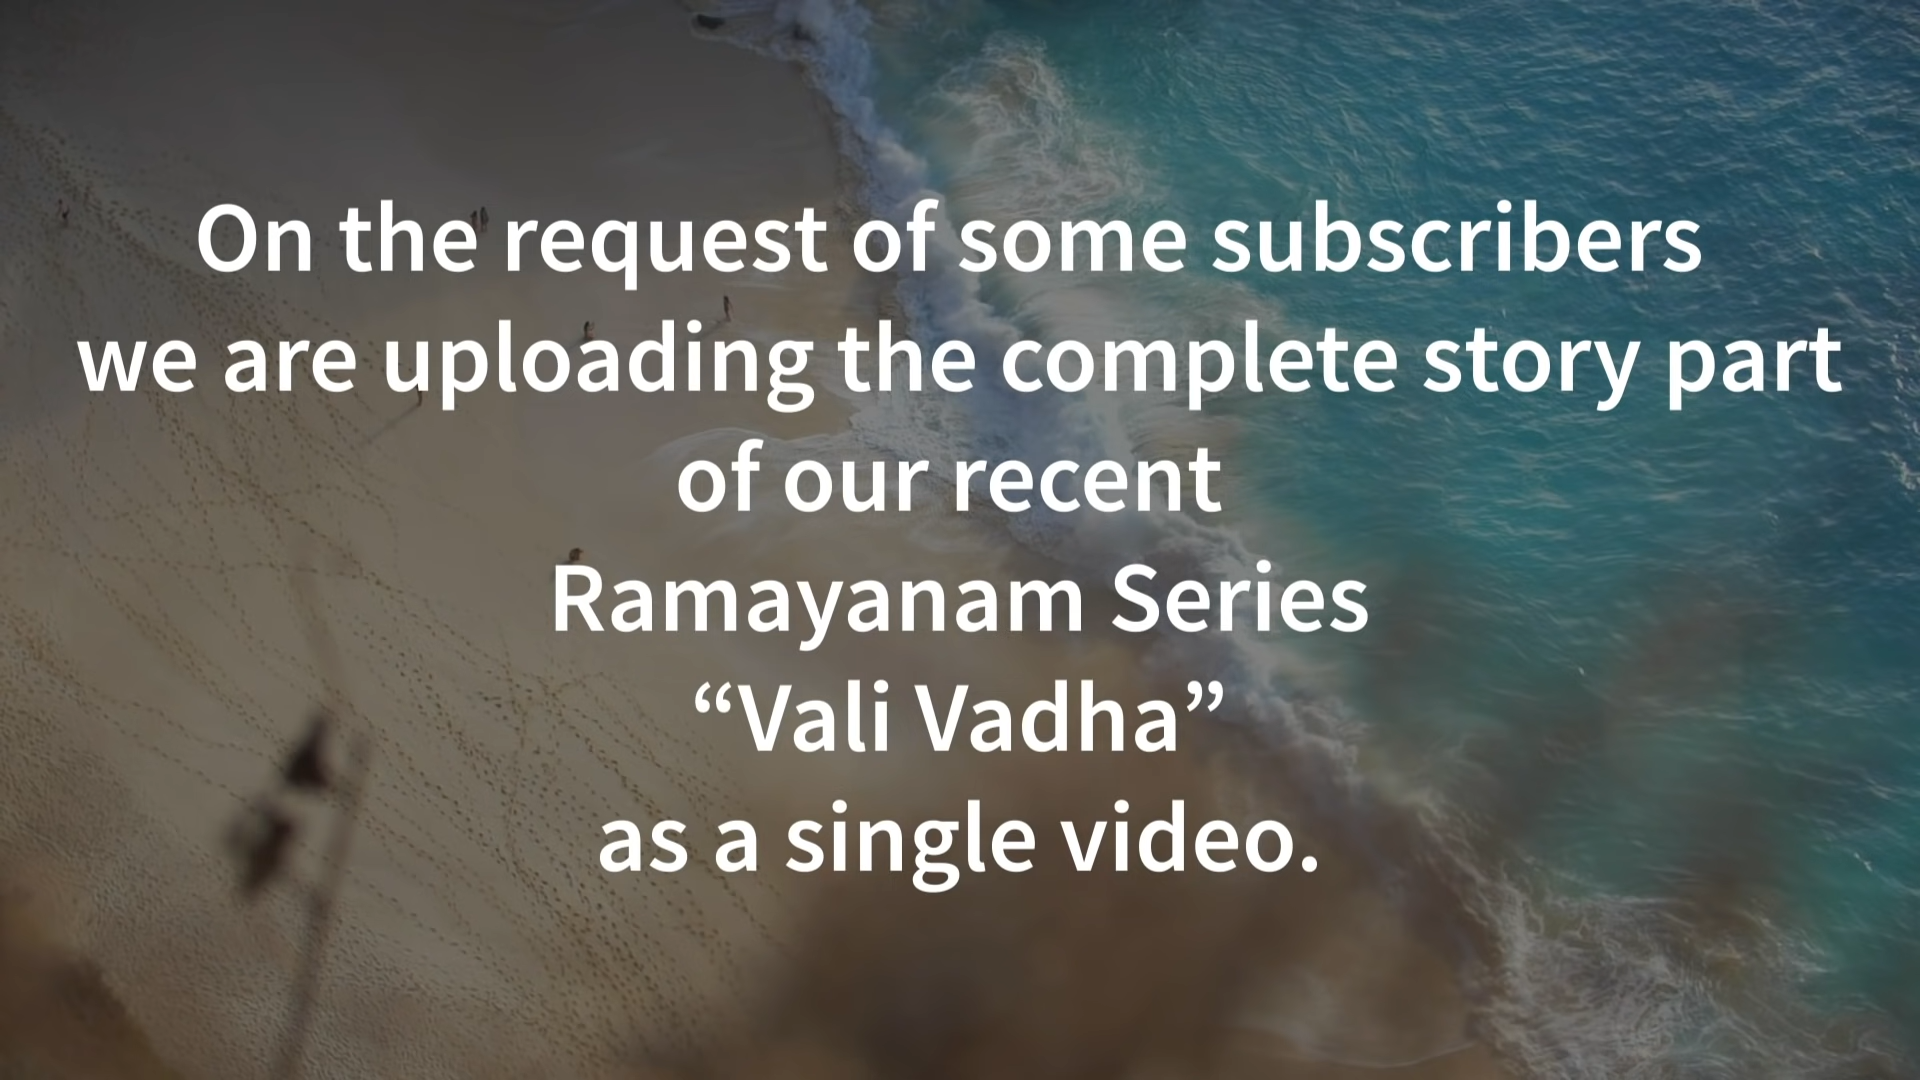 On the request of some subscribers
we are uploading the complete story part
of our recent
Ramayanam Series
“Vali Vadha”
as a single video.